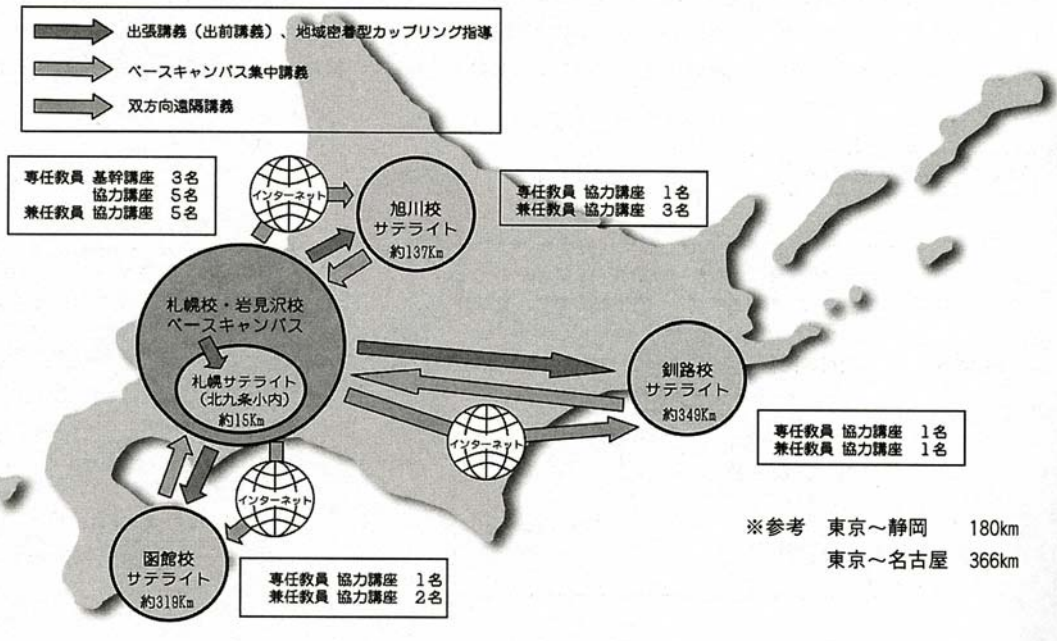 出張講義（出前講義）、地域密着型カップリング指導
ベースキャンパス集中講義
双方向遠隔講義
専任教員 基幹講座 3名
協力講座 5名
兼任教員 協力講座 5名
インターネット
旭川校
サテライト
約137Km
専任教員 協力講座 1名
兼任教員 協力講座 3名
札幌校・岩見沢校
ベースキャンパス
札幌サテライト
（北九条小内）
約15Km
釧路校
サテライト
約349Km
インターネット
専任教員 協力講座 1名
兼任教員 協力講座 1名
インターネット
函館校
サテライト
約319Km
専任教員 協力講座 1名
兼任教員 協力講座 2名
※参考 東京～静岡 180km
東京～名古屋 366km